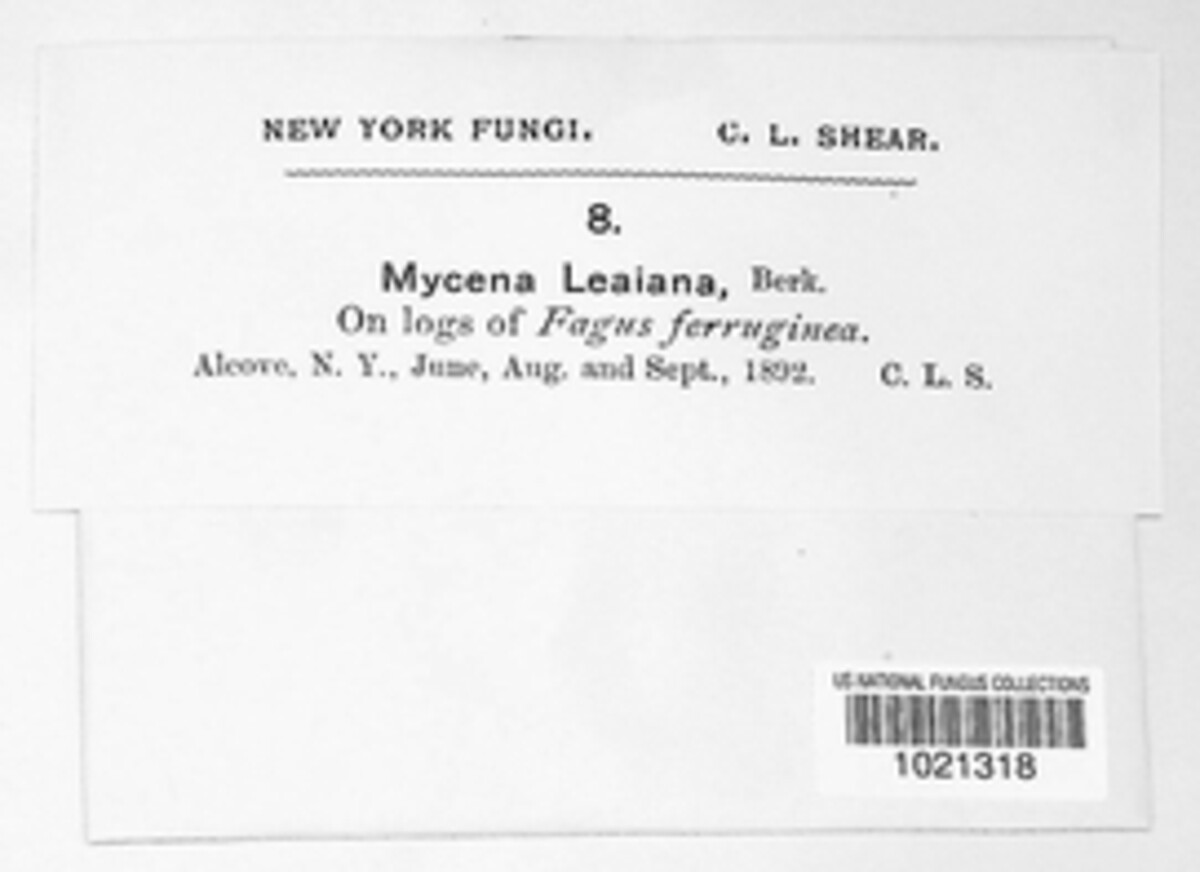 NEW YORK FUNGI. C. L. SHEAR.
8.
Mycena Leaiana, Berk.
On logs of Fagus ferruginea.
Alcove, N. Y., June, Aug. and Sept., 1892. C. L. S.
US NATIONAL FUNGUS COLLECTIONS
1021318